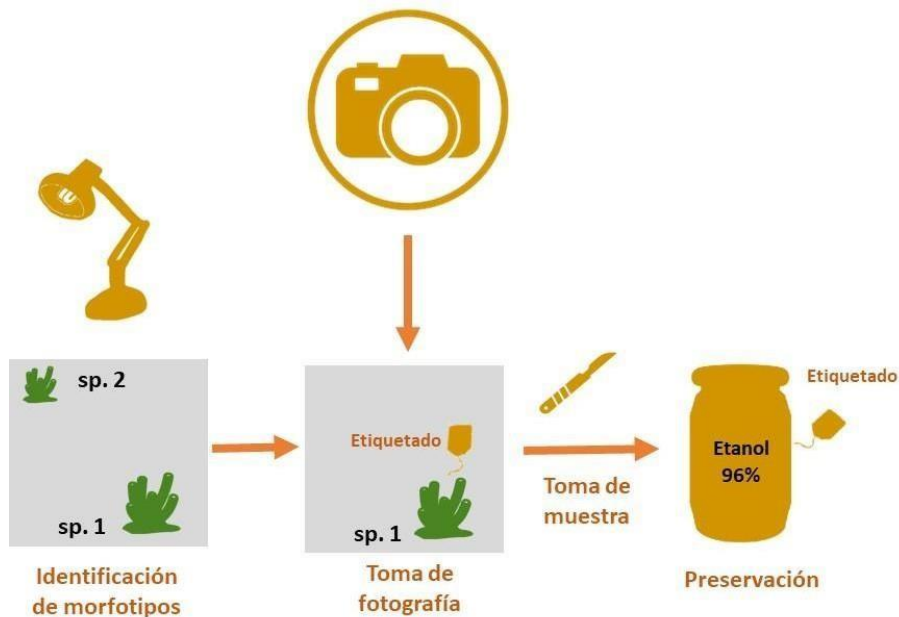 sp. 2
sp. 1
Identificación
de morfotipos
Etiquetado
sp. 1
Toma de
fotografía
Toma de
muestra
Etiquetado
Etanol
96%
Preservación